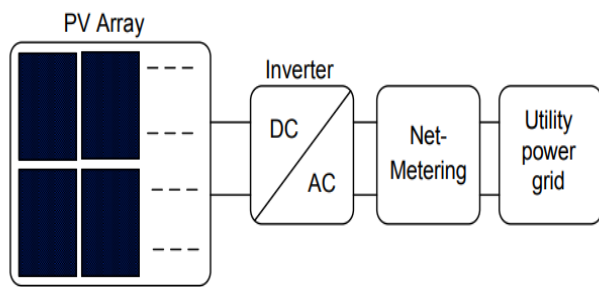 PV Array
Inverter
DC
AC
Net-
Metering
Utility
power
grid